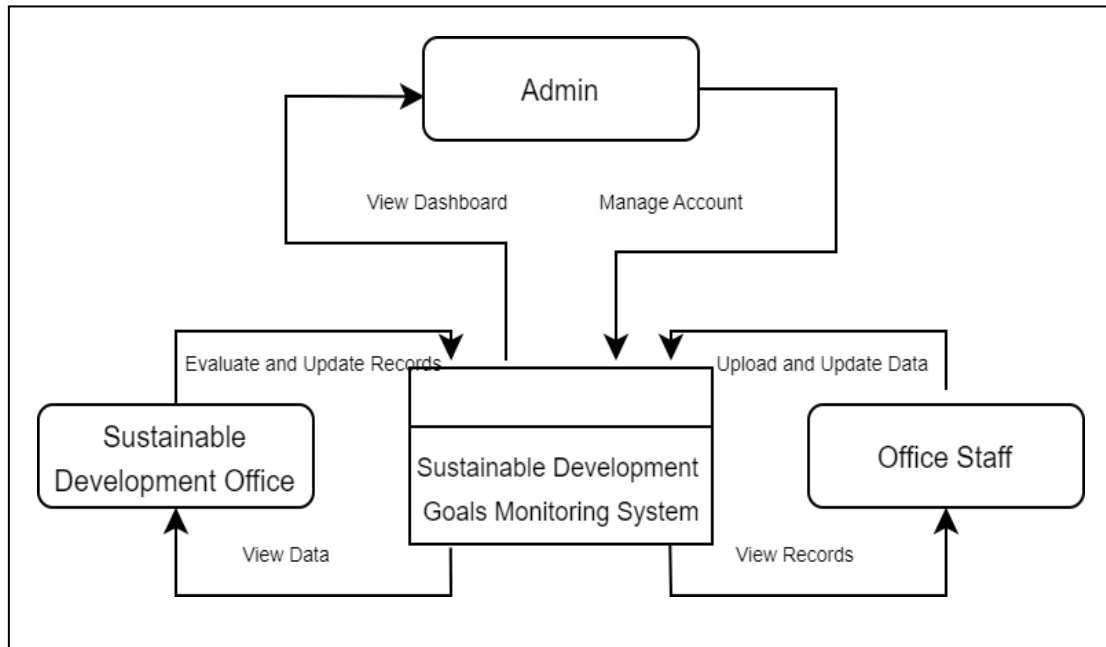 Admin
View Dashboard
Manage Account
Evaluate and Update Records
Upload and Update Data
Sustainable
Development Office
Sustainable Development
Goals Monitoring System
Office Staff
View Data
View Records